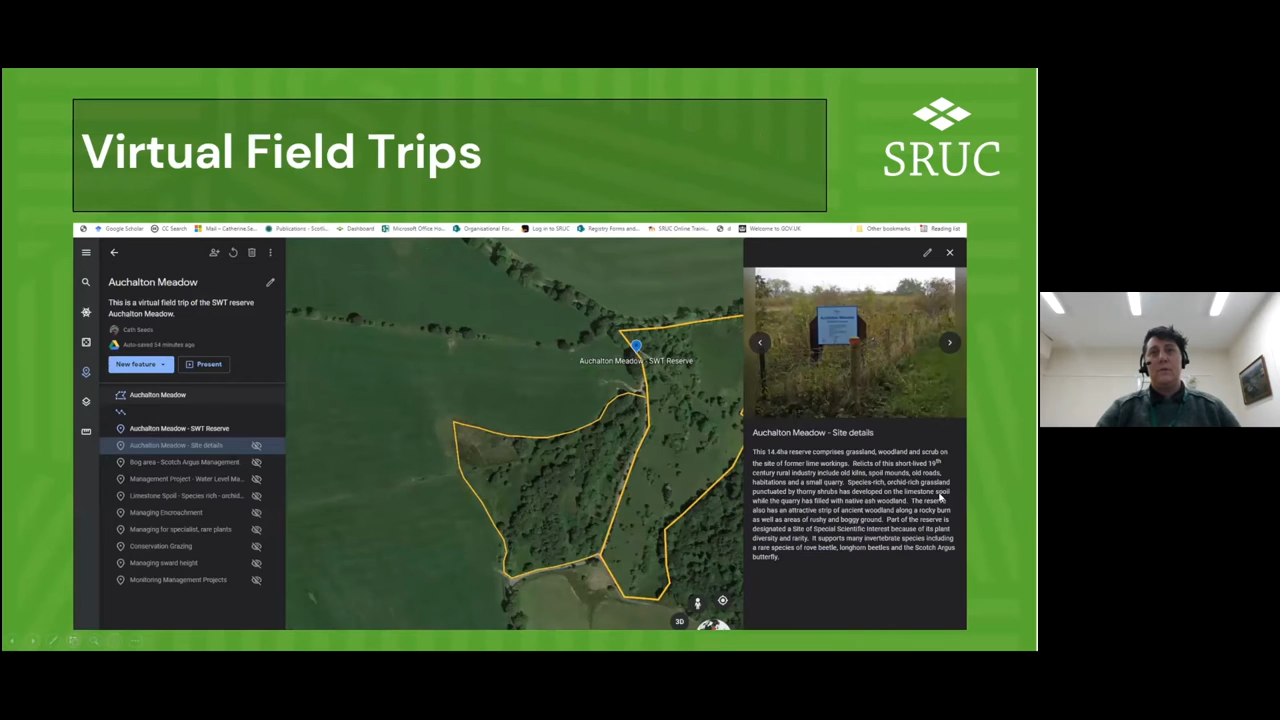 Virtual Field Trips
SRUC
Google Scholar
CC Search
Mail – Catherine.Se...
Publications - Scotli...
Dashboard
Microsoft Office Ho...
Organisational For...
Log in to SRUC
Registry Forms and...
SRUC Online Traini...
d
Welcome to GOV.UK
Other bookmarks
Reading list
Auchalton Meadow
This is a virtual field trip of the SWT reserve
Auchalton Meadow.
Cath Seeds
Auto-saved 54 minutes ago
New feature
Present
Auchalton Meadow
Auchalton Meadow - SWT Reserve
Auchalton Meadow - Site details
Bog area - Scotch Argus Management
Management Project - Water Level Ma...
Limestone Spoil - Species rich - orchid...
Managing Encroachment
Managing for specialist, rare plants
Conservation Grazing
Managing sward height
Monitoring Management Projects
Auchalton Meadow - SWT Reserve
3D
Auchalton Meadow - Site details
This 14.4ha reserve comprises grassland, woodland and scrub on
the site of former lime workings. Relicts of this short-lived 19th
century rural industry include old kilns, spoil mounds, old roads,
habitations and a small quarry. Species-rich, orchid-rich grassland
punctuated by thorny shrubs has developed on the limestone spoil
while the quarry has filled with native ash woodland. The reserve
also has an attractive strip of ancient woodland along a rocky burn
as well as areas of rushy and boggy ground. Part of the reserve is
designated a Site of Special Scientific Interest because of its plant
diversity and rarity. It supports many invertebrate species including
a rare species of rove beetle, longhorn beetles and the Scotch Argus
butterfly.